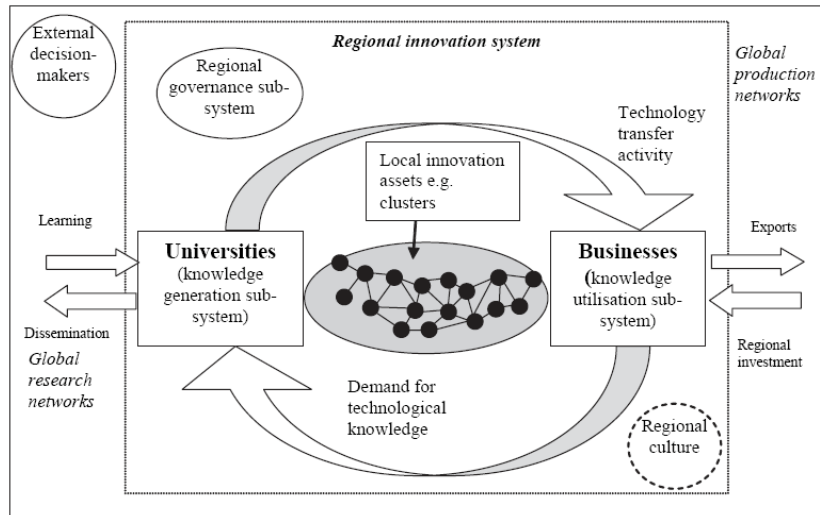 External
decision-
makers
Regional innovation system
Regional
governance sub-
system
Global
production
networks
Technology
transfer
activity
Local innovation
assets e.g.
clusters
Learning
Universities
(knowledge
generation sub-
system)
Businesses
(knowledge
utilisation sub-
system)
Exports
Dissemination
Global
research
networks
Regional
investment
Demand for
technological
knowledge
Regional
culture